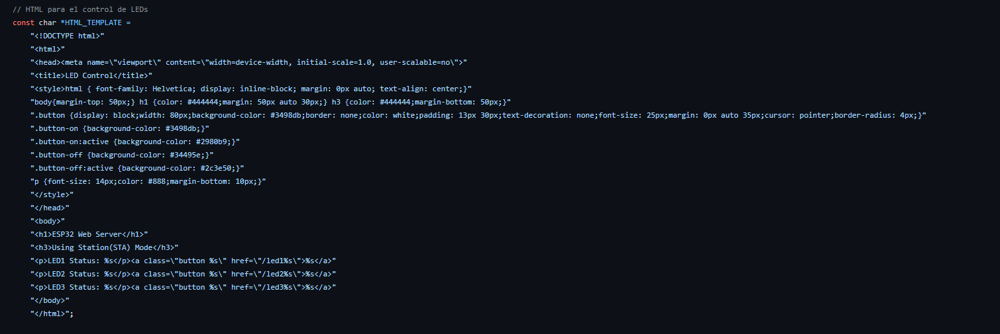 // HTML para el control de LEDs
const char *HTML_TEMPLATE =
"<!DOCTYPE html>"
"<html>"
"<head><meta name=\"viewport\" content=\"width=device-width, initial-scale=1.0, user-scalable=no\">"
"<title>LED Control</title>"
"<style>html { font-family: Helvetica; display: inline-block; margin: 0px auto; text-align: center;}"
"body{margin-top: 50px;} h1 {color: #444444;margin: 50px auto 30px;} h3 {color: #444444;margin-bottom: 50px;}"
".button {display: block;width: 80px;background-color: #3498db;border: none;color: white;padding: 13px 30px;text-decoration: none;font-size: 25px;margin: 0px auto 35px;cursor: pointer;border-radius: 4px;}"
".button-on {background-color: #3498db;}"
".button-on:active {background-color: #2980b9;}"
".button-off {background-color: #34495e;}"
".button-off:active {background-color: #2c3e50;}"
"p {font-size: 14px;color: #888;margin-bottom: 10px;}"
"</style>"
"</head>"
"<body>"
"<h1>ESP32 Web Server</h1>"
"<h3>Using Station(STA) Mode</h3>"
"<p>LED1 Status: %s</p><a class=\"button %s\" href=\"/led1%s\">%s</a>"
"<p>LED2 Status: %s</p><a class=\"button %s\" href=\"/led2%s\">%s</a>"
"<p>LED3 Status: %s</p><a class=\"button %s\" href=\"/led3%s\">%s</a>"
"</body>"
"</html>";